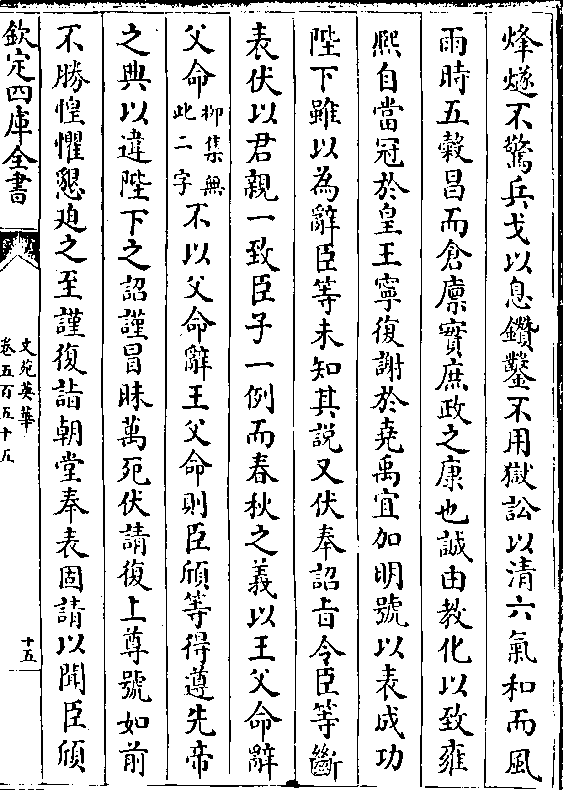 烽燧不驚兵戈以息鑽鑿不用獄訟以清六氣和而風
雨時五穀昌而倉廪實庶政之康也誠由教化以致雍
熙自當冠於皇王寧復謝於堯禹宜加明號以表成功
陛下雖以為辭臣等未知其說又伏奉詔㫖令臣等斷
表伏以君親一致臣子一例而春秋之義以王父命辭
父命柳集無此二字不以父命辭王父命則臣頎等得遵先帝
之典以違陛下之詔謹冒昧萬死伏請復上尊號如前
不勝惶懼懇迫之至謹復詣朝堂奉表固請以聞臣頎
欽定四庫全書
文苑英華
卷五百五十五
十五